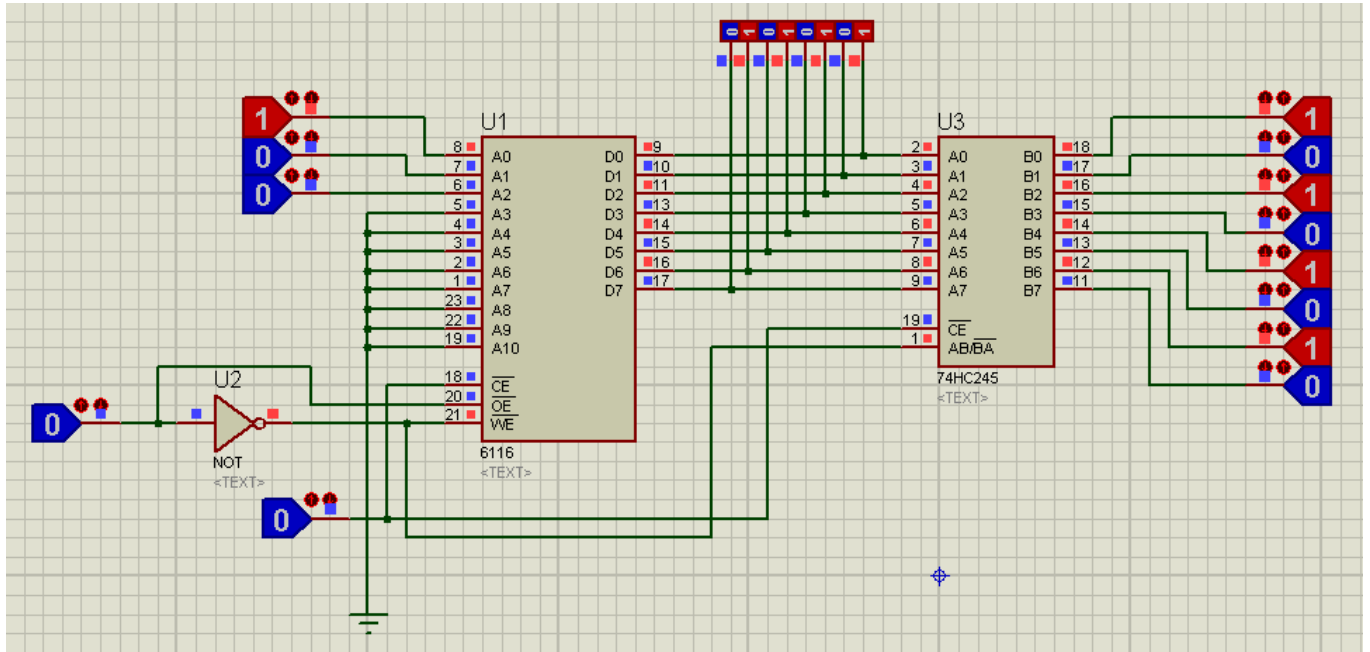 0 1 0 1 0 1 0 1
1
0
0
U1
8 A0 D0 9
7 A1 D1 10
6 A2 D2 11
5 A3 D3 13
4 A4 D4 14
3 A5 D5 15
2 A6 D6 16
1 A7 D7 17
23 A8
22 A9
19 A10
18 CE
20 OE
21 WE
6116
<TEXT>
U3
2 A0 B0 18
3 A1 B1 17
4 A2 B2 16
5 A3 B3 15
6 A4 B4 14
7 A5 B5 13
8 A6 B6 12
9 A7 B7 11
19 CE
1 AB/BA
74HC245
<TEXT>
1
0
1
0
1
0
1
0
U2
0
NOT
<TEXT>
0